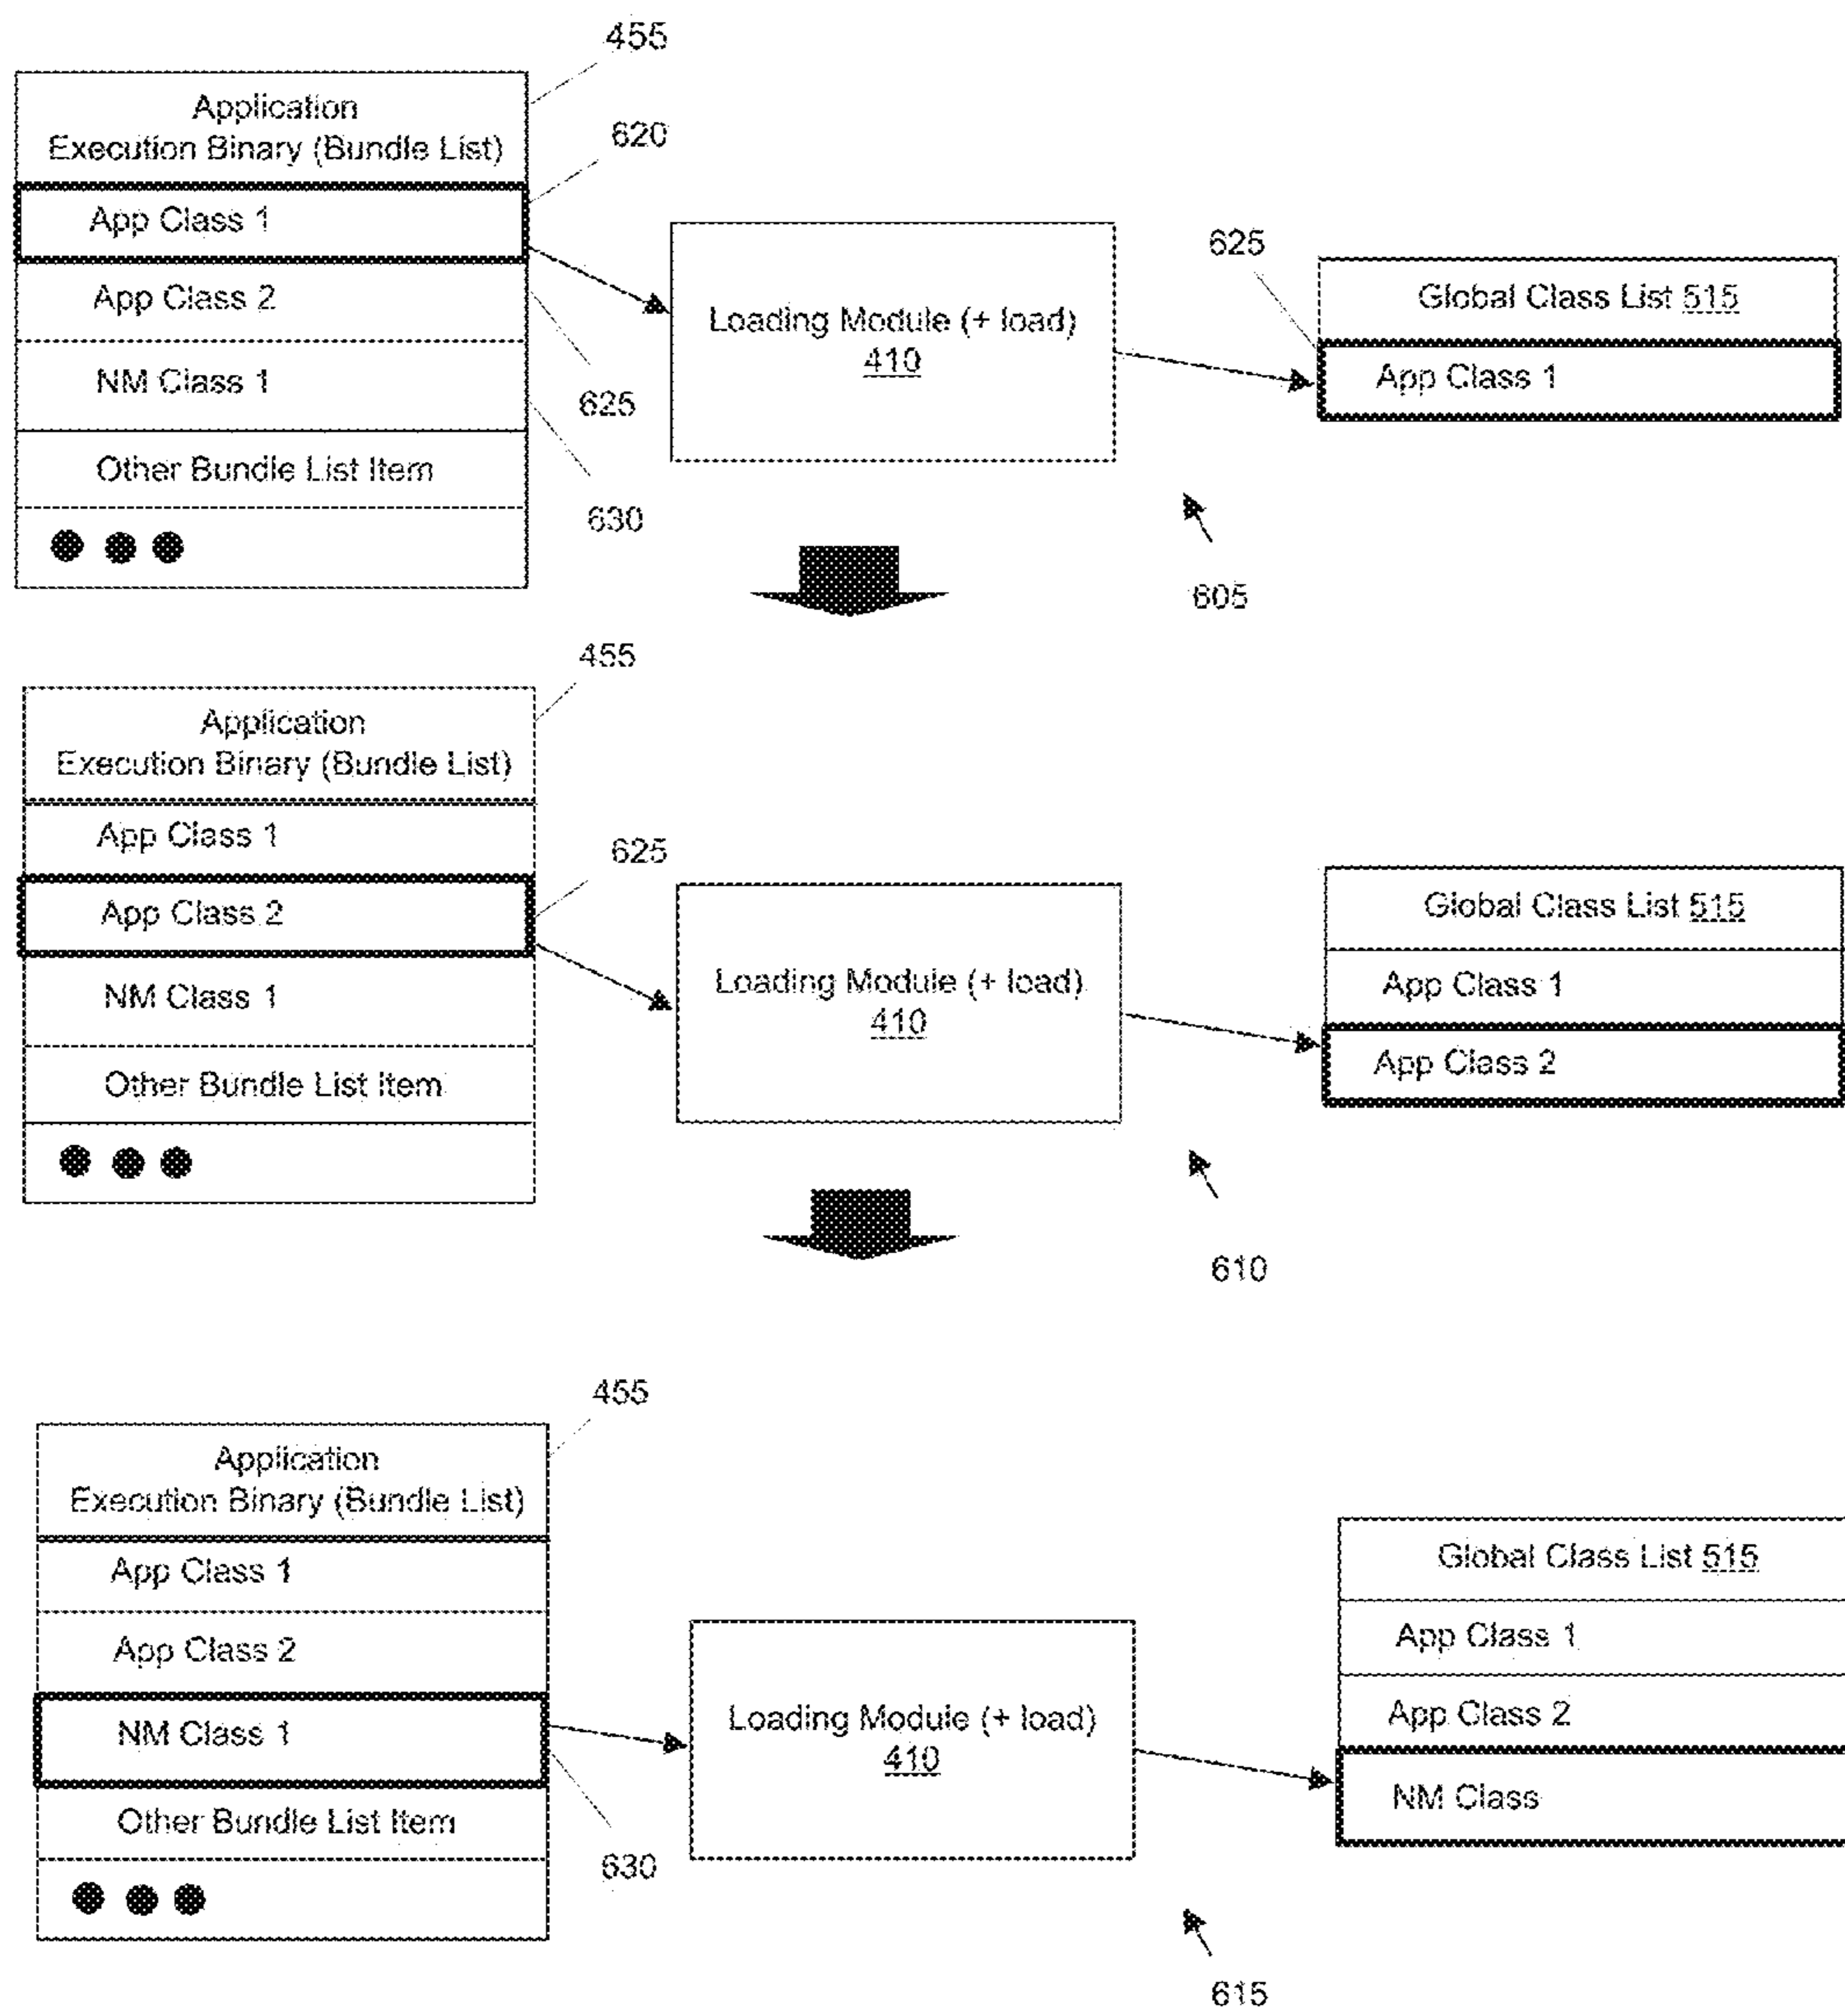 455
Application
Execution Binary (Bundle List)
620
App Class 1
625
Global Class List 515
App Class 2
Loading Module (+ load)
410
App Class 1
NM Class 1
625
Other Bundle List Item
630
605
455
Application
Execution Binary (Bundle List)
App Class 1
625
App Class 2
Global Class List 515
Loading Module (+ load)
410
App Class 1
NM Class 1
App Class 2
Other Bundle List Item
610
455
Application
Execution Binary (Bundle List)
Global Class List 515
App Class 1
App Class 1
App Class 2
App Class 2
Loading Module (+ load)
410
NM Class 1
NM Class
Other Bundle List Item
630
615